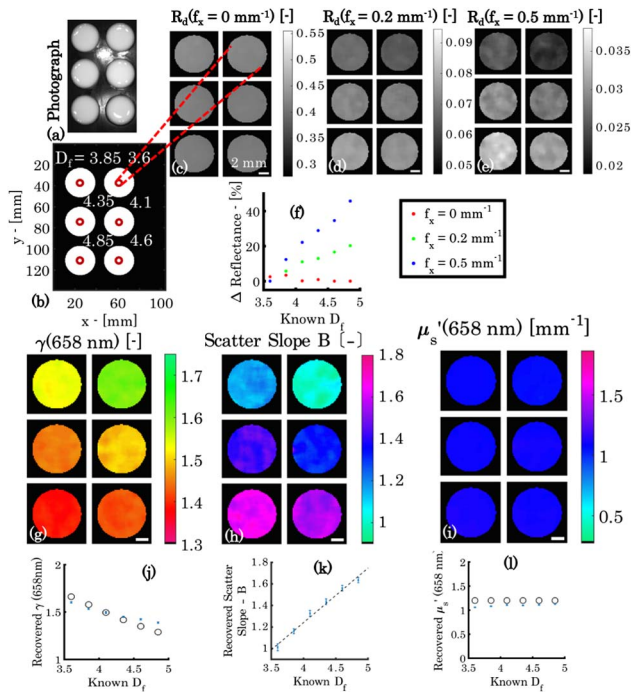 R_d(f_x = 0 mm⁻¹) [-]
R_d(f_x = 0.2 mm⁻¹) [-]
R_d(f_x = 0.5 mm⁻¹) [-]
Photograph
(a)
0.55
0.5
0.45
0.4
0.35
0.3
(c)
2 mm
0.09
0.08
0.07
0.06
0.05
(d)
0.035
0.03
0.025
0.02
(e)
D_f = 3.85 3.6
4.35 4.1
4.85 4.6
20
40
60
80
100
120
y - [mm]
(b)
20 60 100
x - [mm]
(f)
40
20
0
Δ Reflectance - [%]
3.5 4 4.5 5
Known D_f
f_x = 0 mm⁻¹
f_x = 0.2 mm⁻¹
f_x = 0.5 mm⁻¹
γ(658 nm) [-]
1.7
1.6
1.5
1.4
1.3
(g)
Scatter Slope B [-]
1.8
1.6
1.4
1.2
1
(h)
μ_s'(658 nm) [mm⁻¹]
2.5
2
1.5
1
0.5
(i)
(j)
2
1.5
1
Recovered γ (658nm)
3.5 4 4.5 5
Known D_f
(k)
1.8
1.6
1.4
1.2
1
Recovered Scatter
Slope - B
3.5 4 4.5 5
Known D_f
(l)
2
1.5
1
0.5
0
Recovered μ_s' (658 nm)
3.5 4 4.5 5
Known D_f